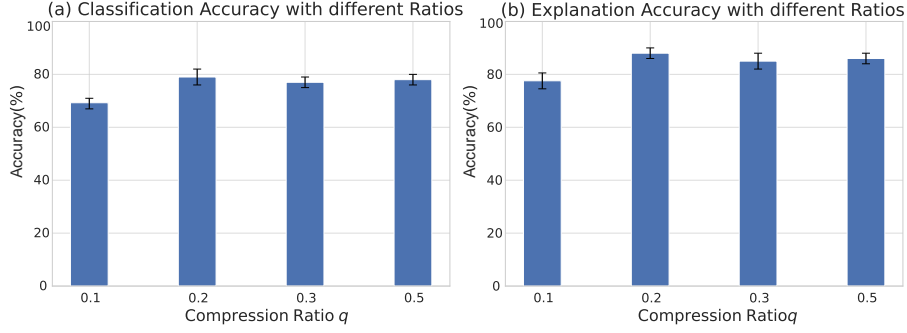 (a) Classification Accuracy with different Ratios
100
80
60
40
20
0
Accuracy(%)
0.1 0.2 0.3 0.5
Compression Ratio q
(b) Explanation Accuracy with different Ratios
100
80
60
40
20
0
Accuracy(%)
0.1 0.2 0.3 0.5
Compression Ratioq